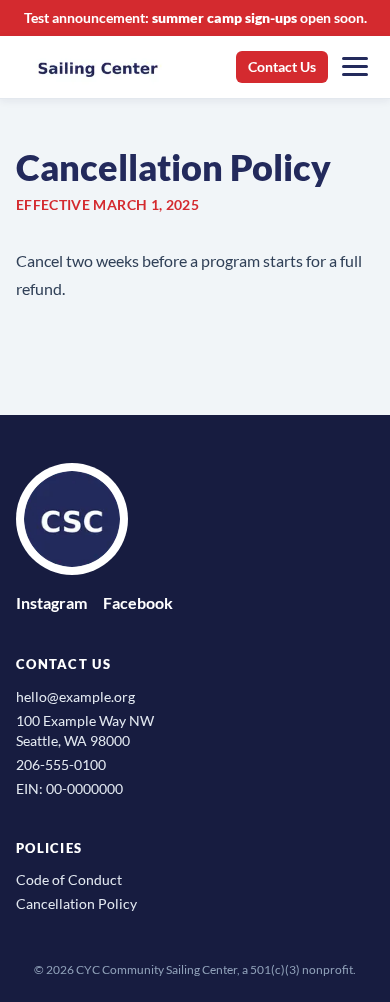 Test announcement: summer camp sign-ups open soon.
Sailing Center
Contact Us
Cancellation Policy
EFFECTIVE MARCH 1, 2025
Cancel two weeks before a program starts for a full
refund.
CSC
Instagram Facebook
CONTACT US
hello@example.org
100 Example Way NW
Seattle, WA 98000
206-555-0100
EIN: 00-0000000
POLICIES
Code of Conduct
Cancellation Policy
© 2026 CYC Community Sailing Center, a 501(c)(3) nonprofit.